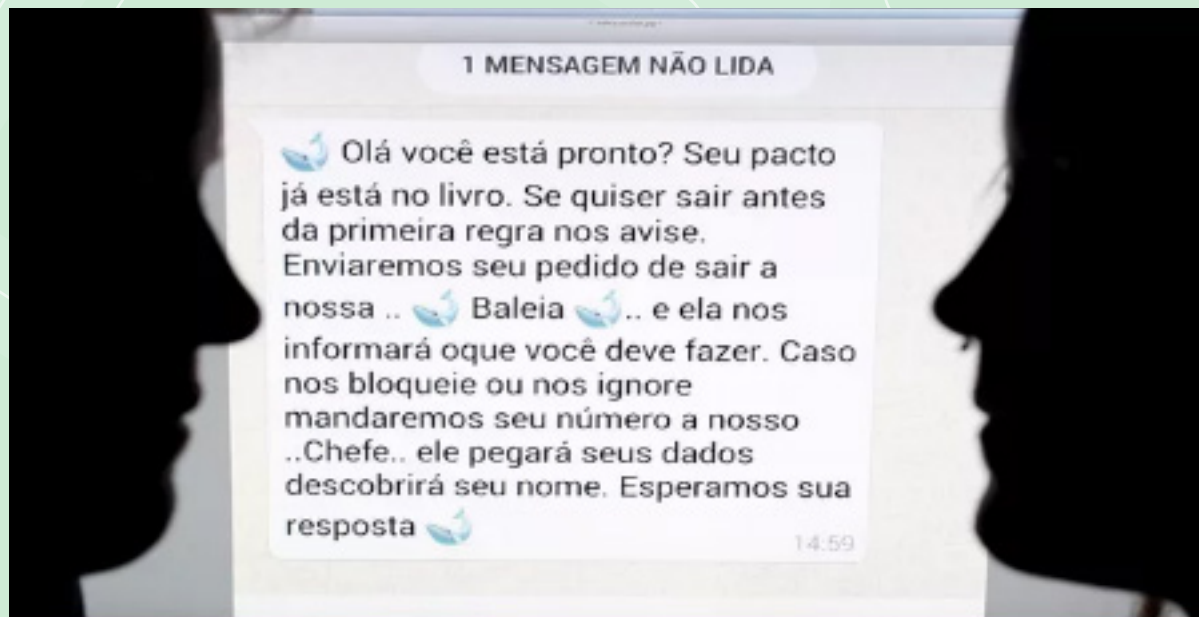 1 MENSAGEM NÃO LIDA
🐋 Olá você está pronto? Seu pacto
já está no livro. Se quiser sair antes
da primeira regra nos avise.
Enviaremos seu pedido de sair a
nossa .. 🐋 Baleia 🐋.. e ela nos
informará oque você deve fazer. Caso
nos bloqueie ou nos ignore
mandaremos seu número a nosso
..Chefe.. ele pegará seus dados
descobrirá seu nome. Esperamos sua
resposta 🐋
14:59